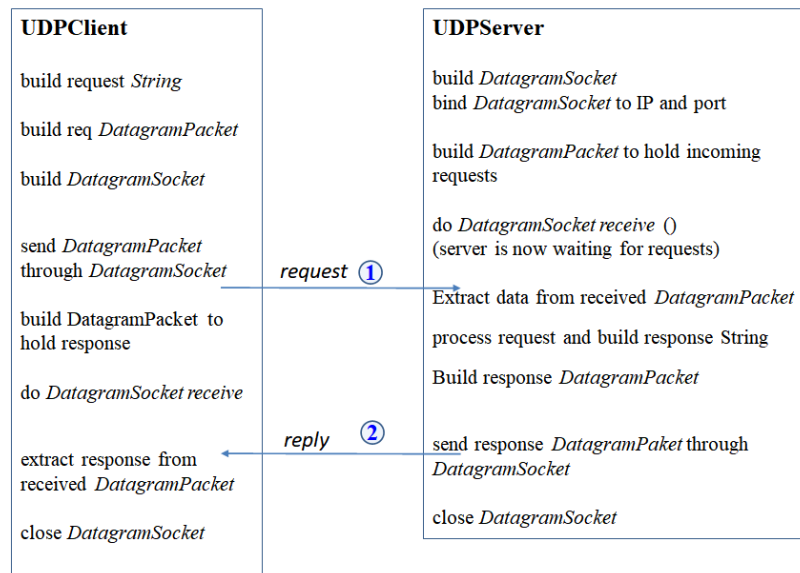 UDPClient
build request String
build req DatagramPacket
build DatagramSocket
send DatagramPacket
through DatagramSocket
build DatagramPacket to
hold response
do DatagramSocket receive
extract response from
received DatagramPacket
close DatagramSocket
request 1
reply 2
UDPServer
build DatagramSocket
bind DatagramSocket to IP and port
build DatagramPacket to hold incoming
requests
do DatagramSocket receive ()
(server is now waiting for requests)
Extract data from received DatagramPacket
process request and build response String
Build response DatagramPacket
send response DatagramPaket through
DatagramSocket
close DatagramSocket